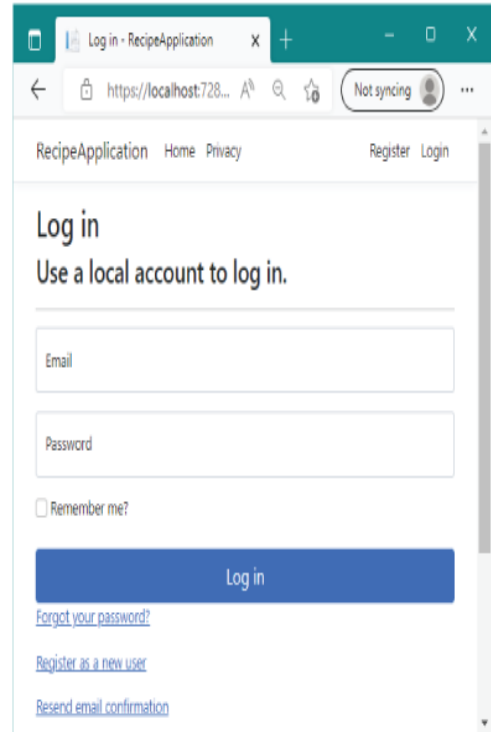 Log in - RecipeApplication
https://localhost:728...
Not syncing
RecipeApplication Home Privacy Register Login
Log in
Use a local account to log in.
Email
Password
Remember me?
Log in
Forgot your password?
Register as a new user
Resend email confirmation